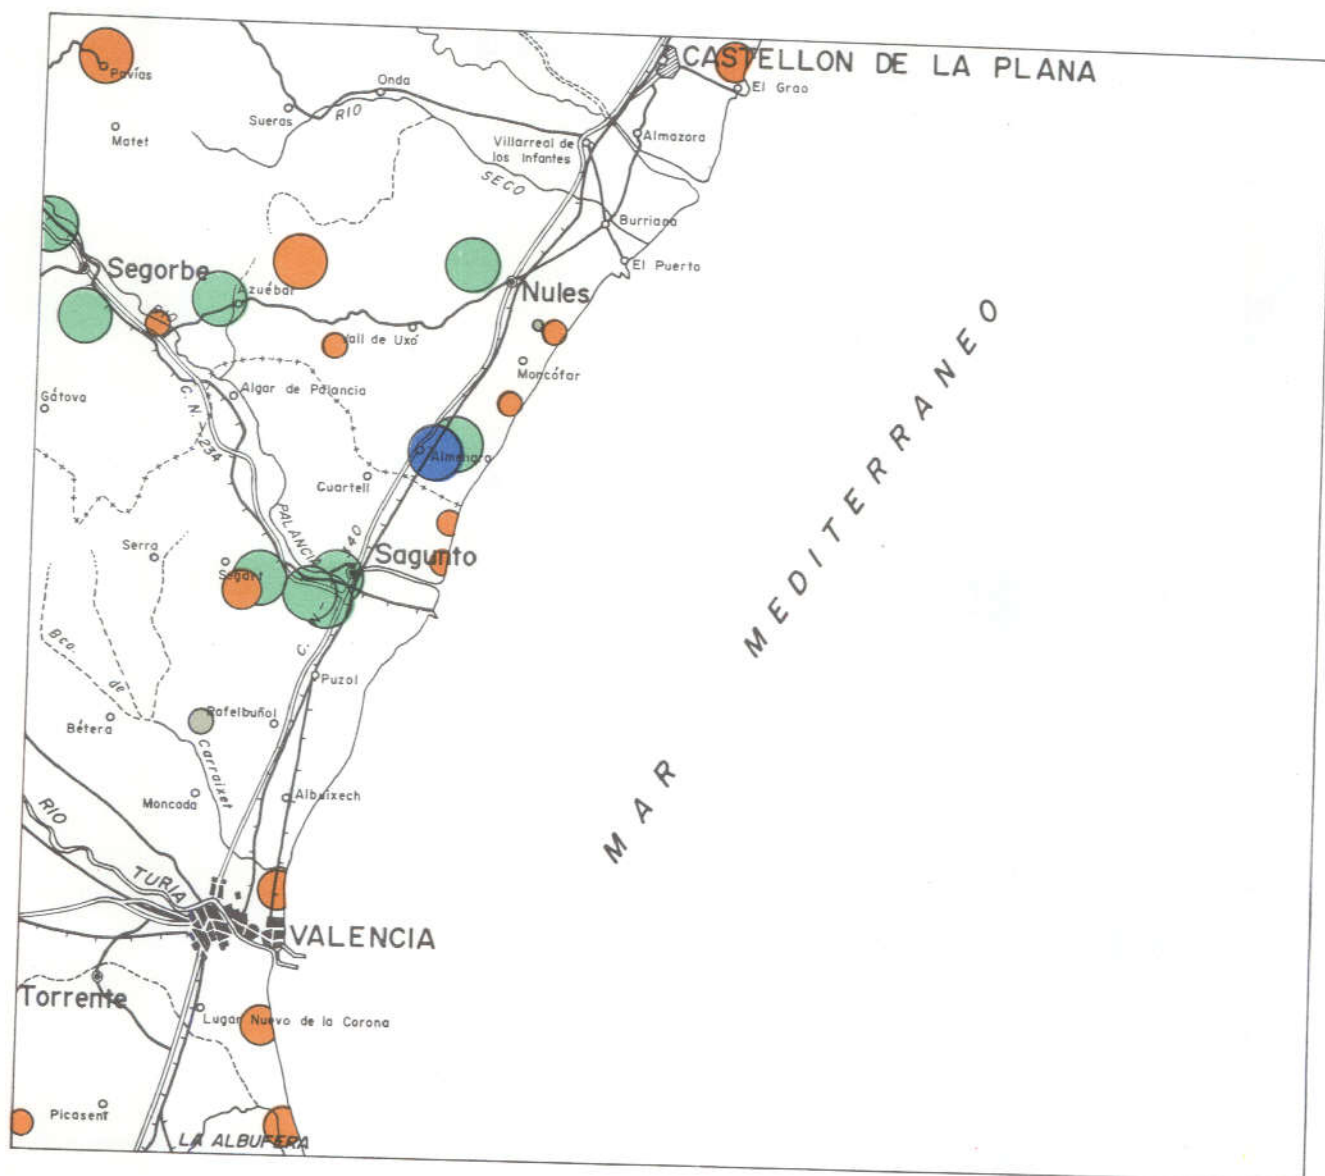 CASTELLON DE LA PLANA
El Grao
Pavías
Onda
Sueras
RIO
Matet
Villarreal de
los Infantes
Almazora
SECO
Burriana
El Puerto
Segorbe
Azuébar
RIO
Nules
Vall de Uxó
Moncófar
Gátova
Algar de Palancia
C. N. - 234
Almenara
Cuartell
MAR MEDITERRANEO
PALANCIA
340
Sagunto
Serra
Segart
C.
Bco.
de
Puzol
Rafelbuñol
Bétera
Carraixet
Moncada
Albuixech
RIO
TURIA
VALENCIA
Torrente
Lugar Nuevo de la Corona
Picasent
LA ALBUFERA